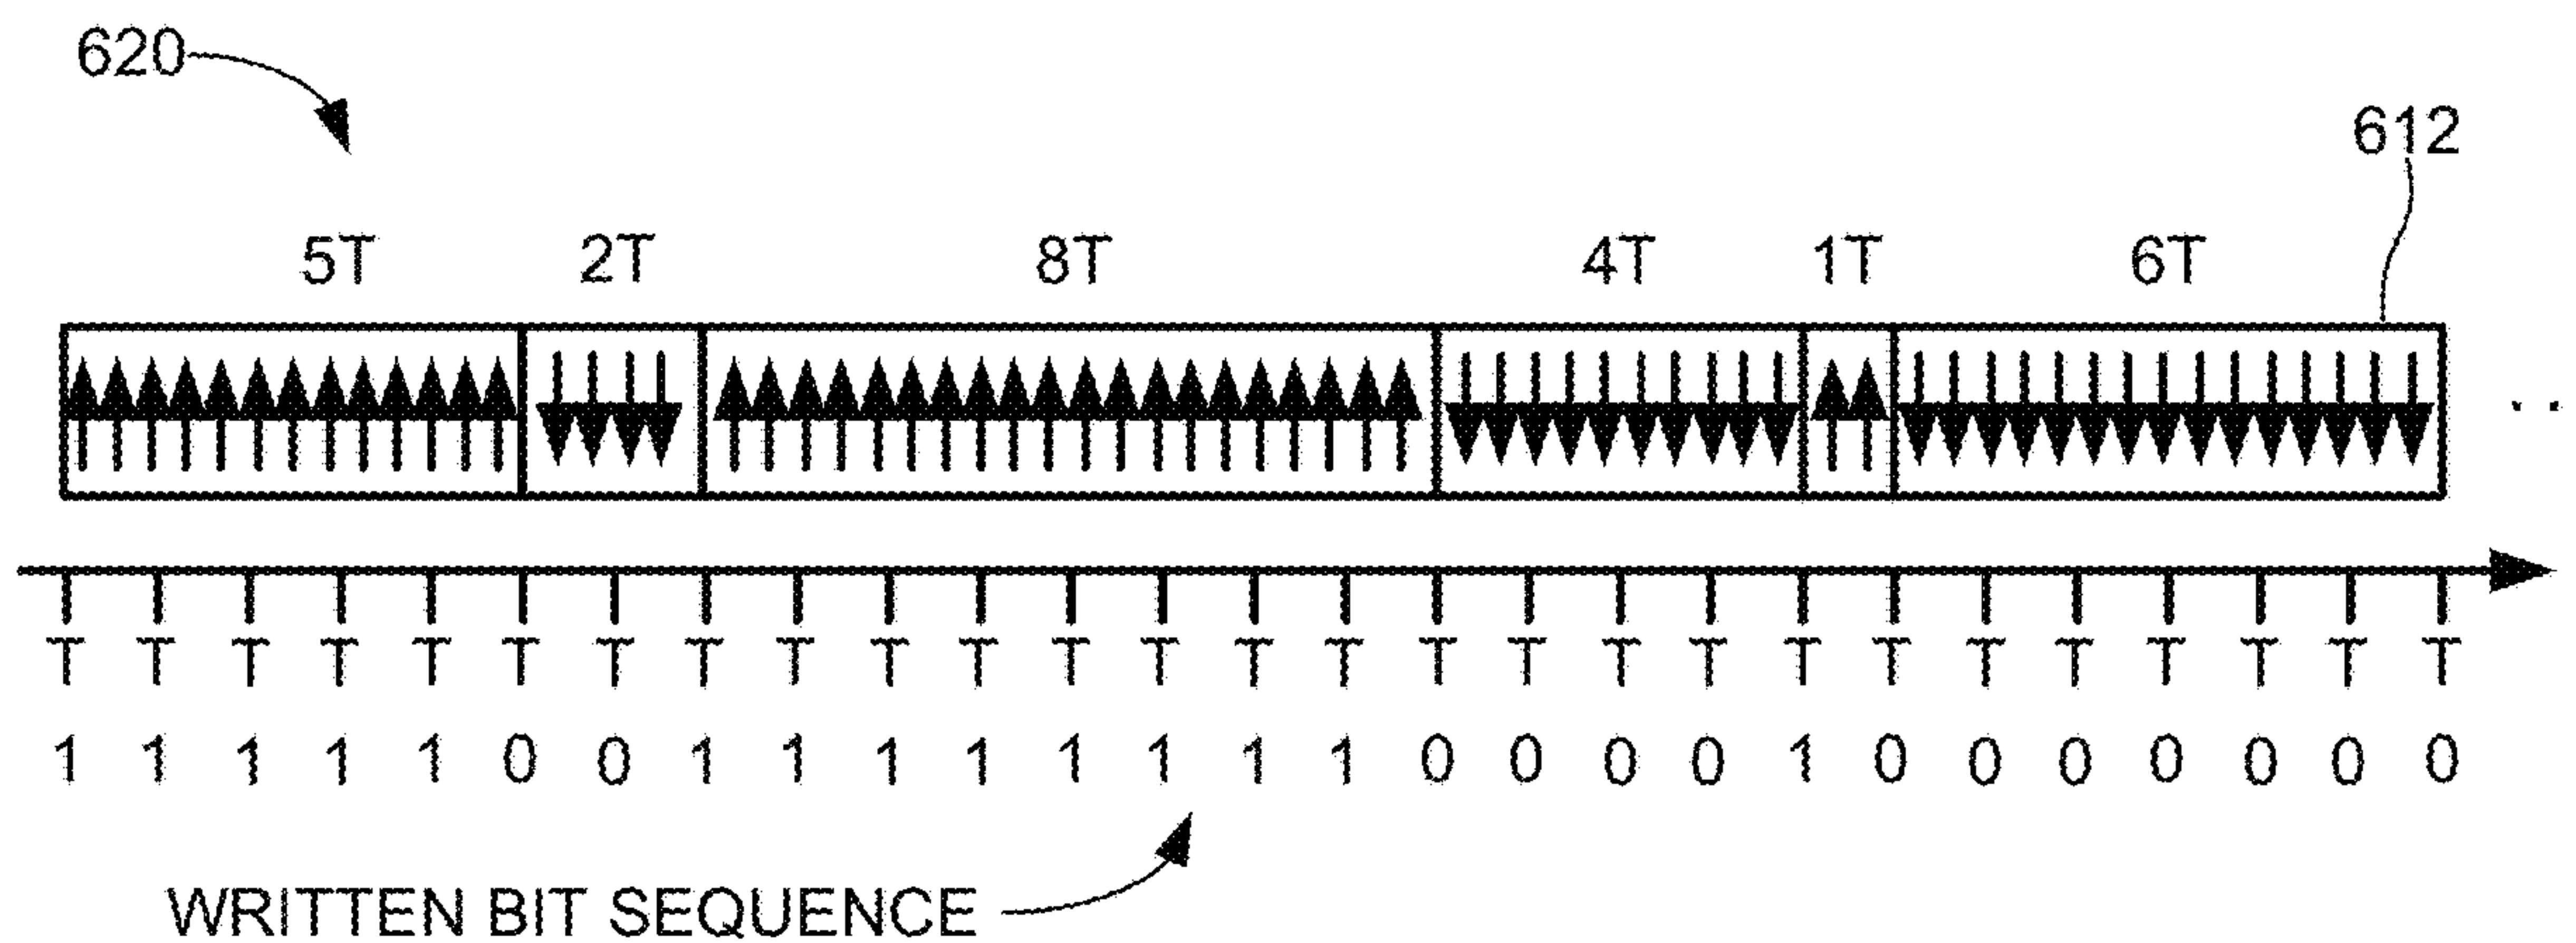 620
612
5T 2T 8T 4T 1T 6T
T T T T T T T T T T T T T T T T T T T T T T T T T T T
1 1 1 1 1 0 0 1 1 1 1 1 1 1 1 0 0 0 0 1 0 0 0 0 0 0 0
WRITTEN BIT SEQUENCE